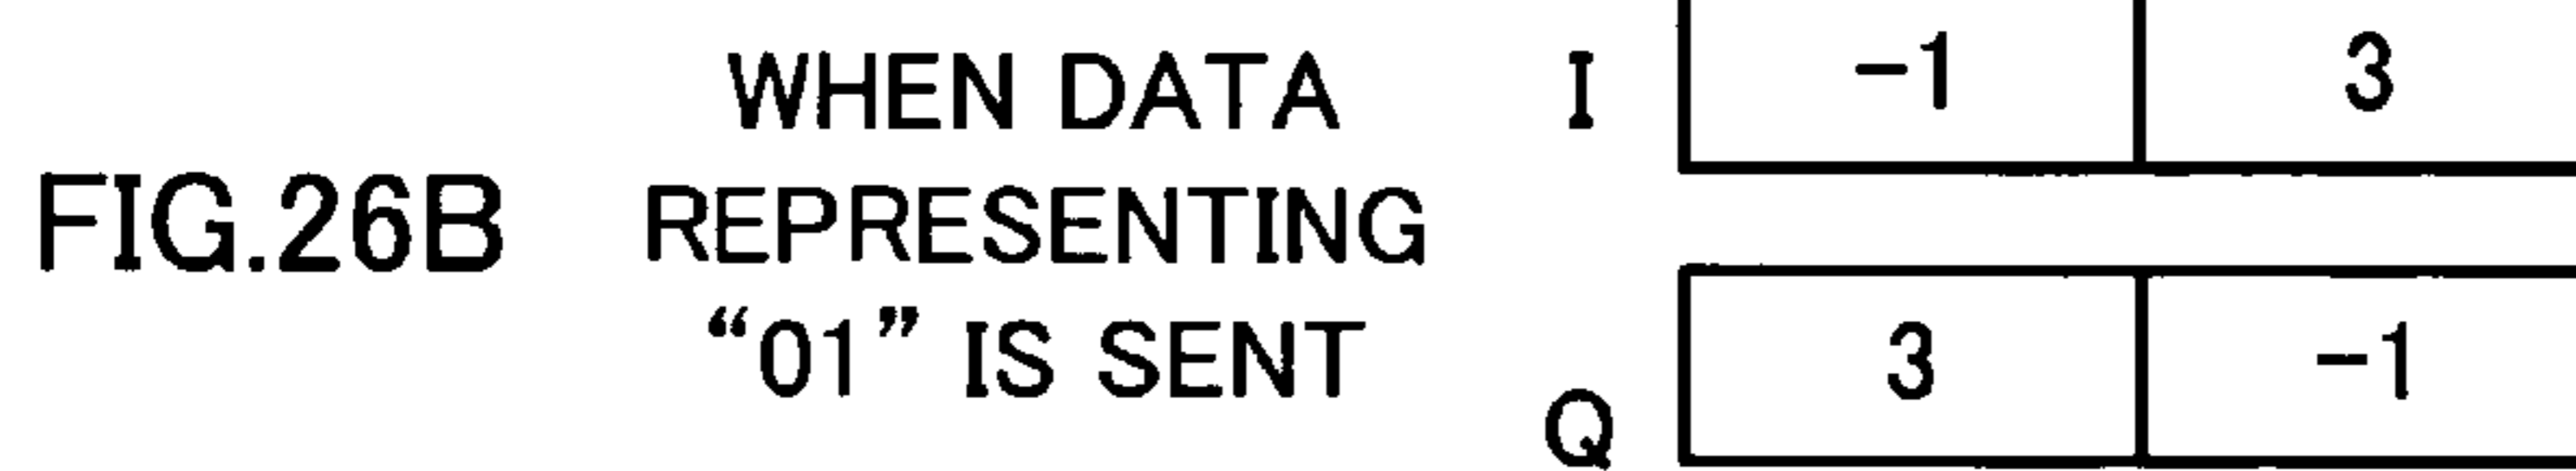 I -1 3
WHEN DATA
FIG.26B REPRESENTING
“01” IS SENT
Q 3 -1